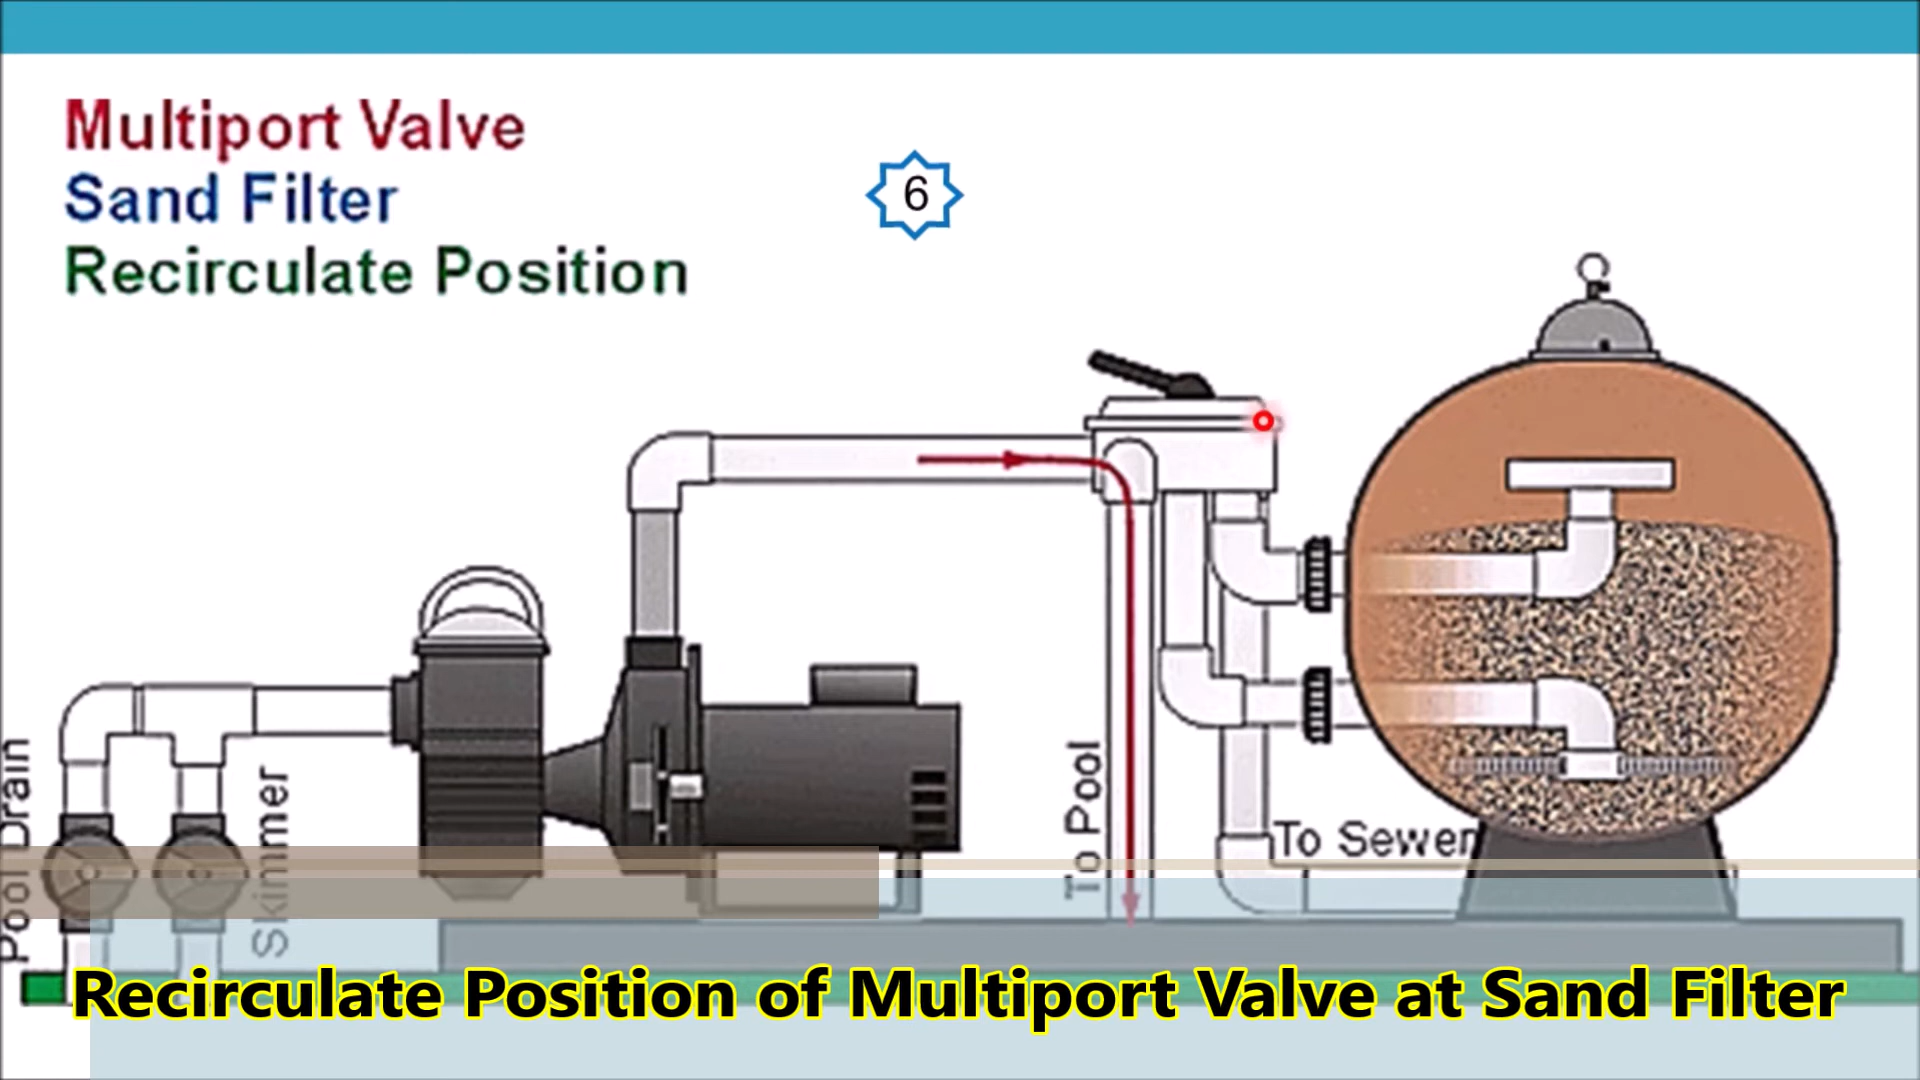 Multiport Valve
Sand Filter
Recirculate Position
6
Pool Drain
Skimmer
To Pool
To Sewer
Recirculate Position of Multiport Valve at Sand Filter